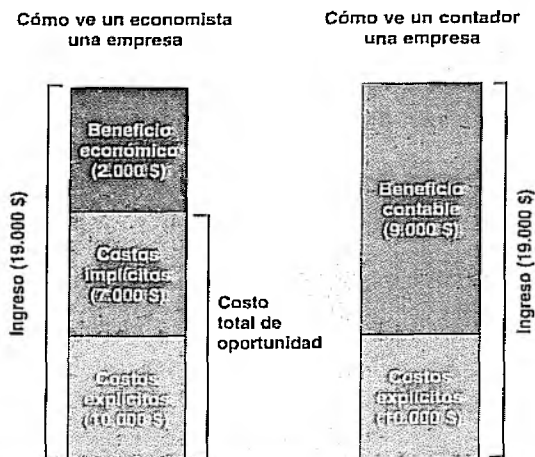 Cómo ve un economista
una empresa
Cómo ve un contador
una empresa
Ingreso (19.000 $)
Beneficio
económico
(2.000 $)
Costos
implícitos
(7.000 $)
Costos
explícitos
(10.000 $)
Costo
total de
oportunidad
Beneficio
contable
(9.000 $)
Costos
explícitos
(10.000 $)
Ingreso (19.000 $)